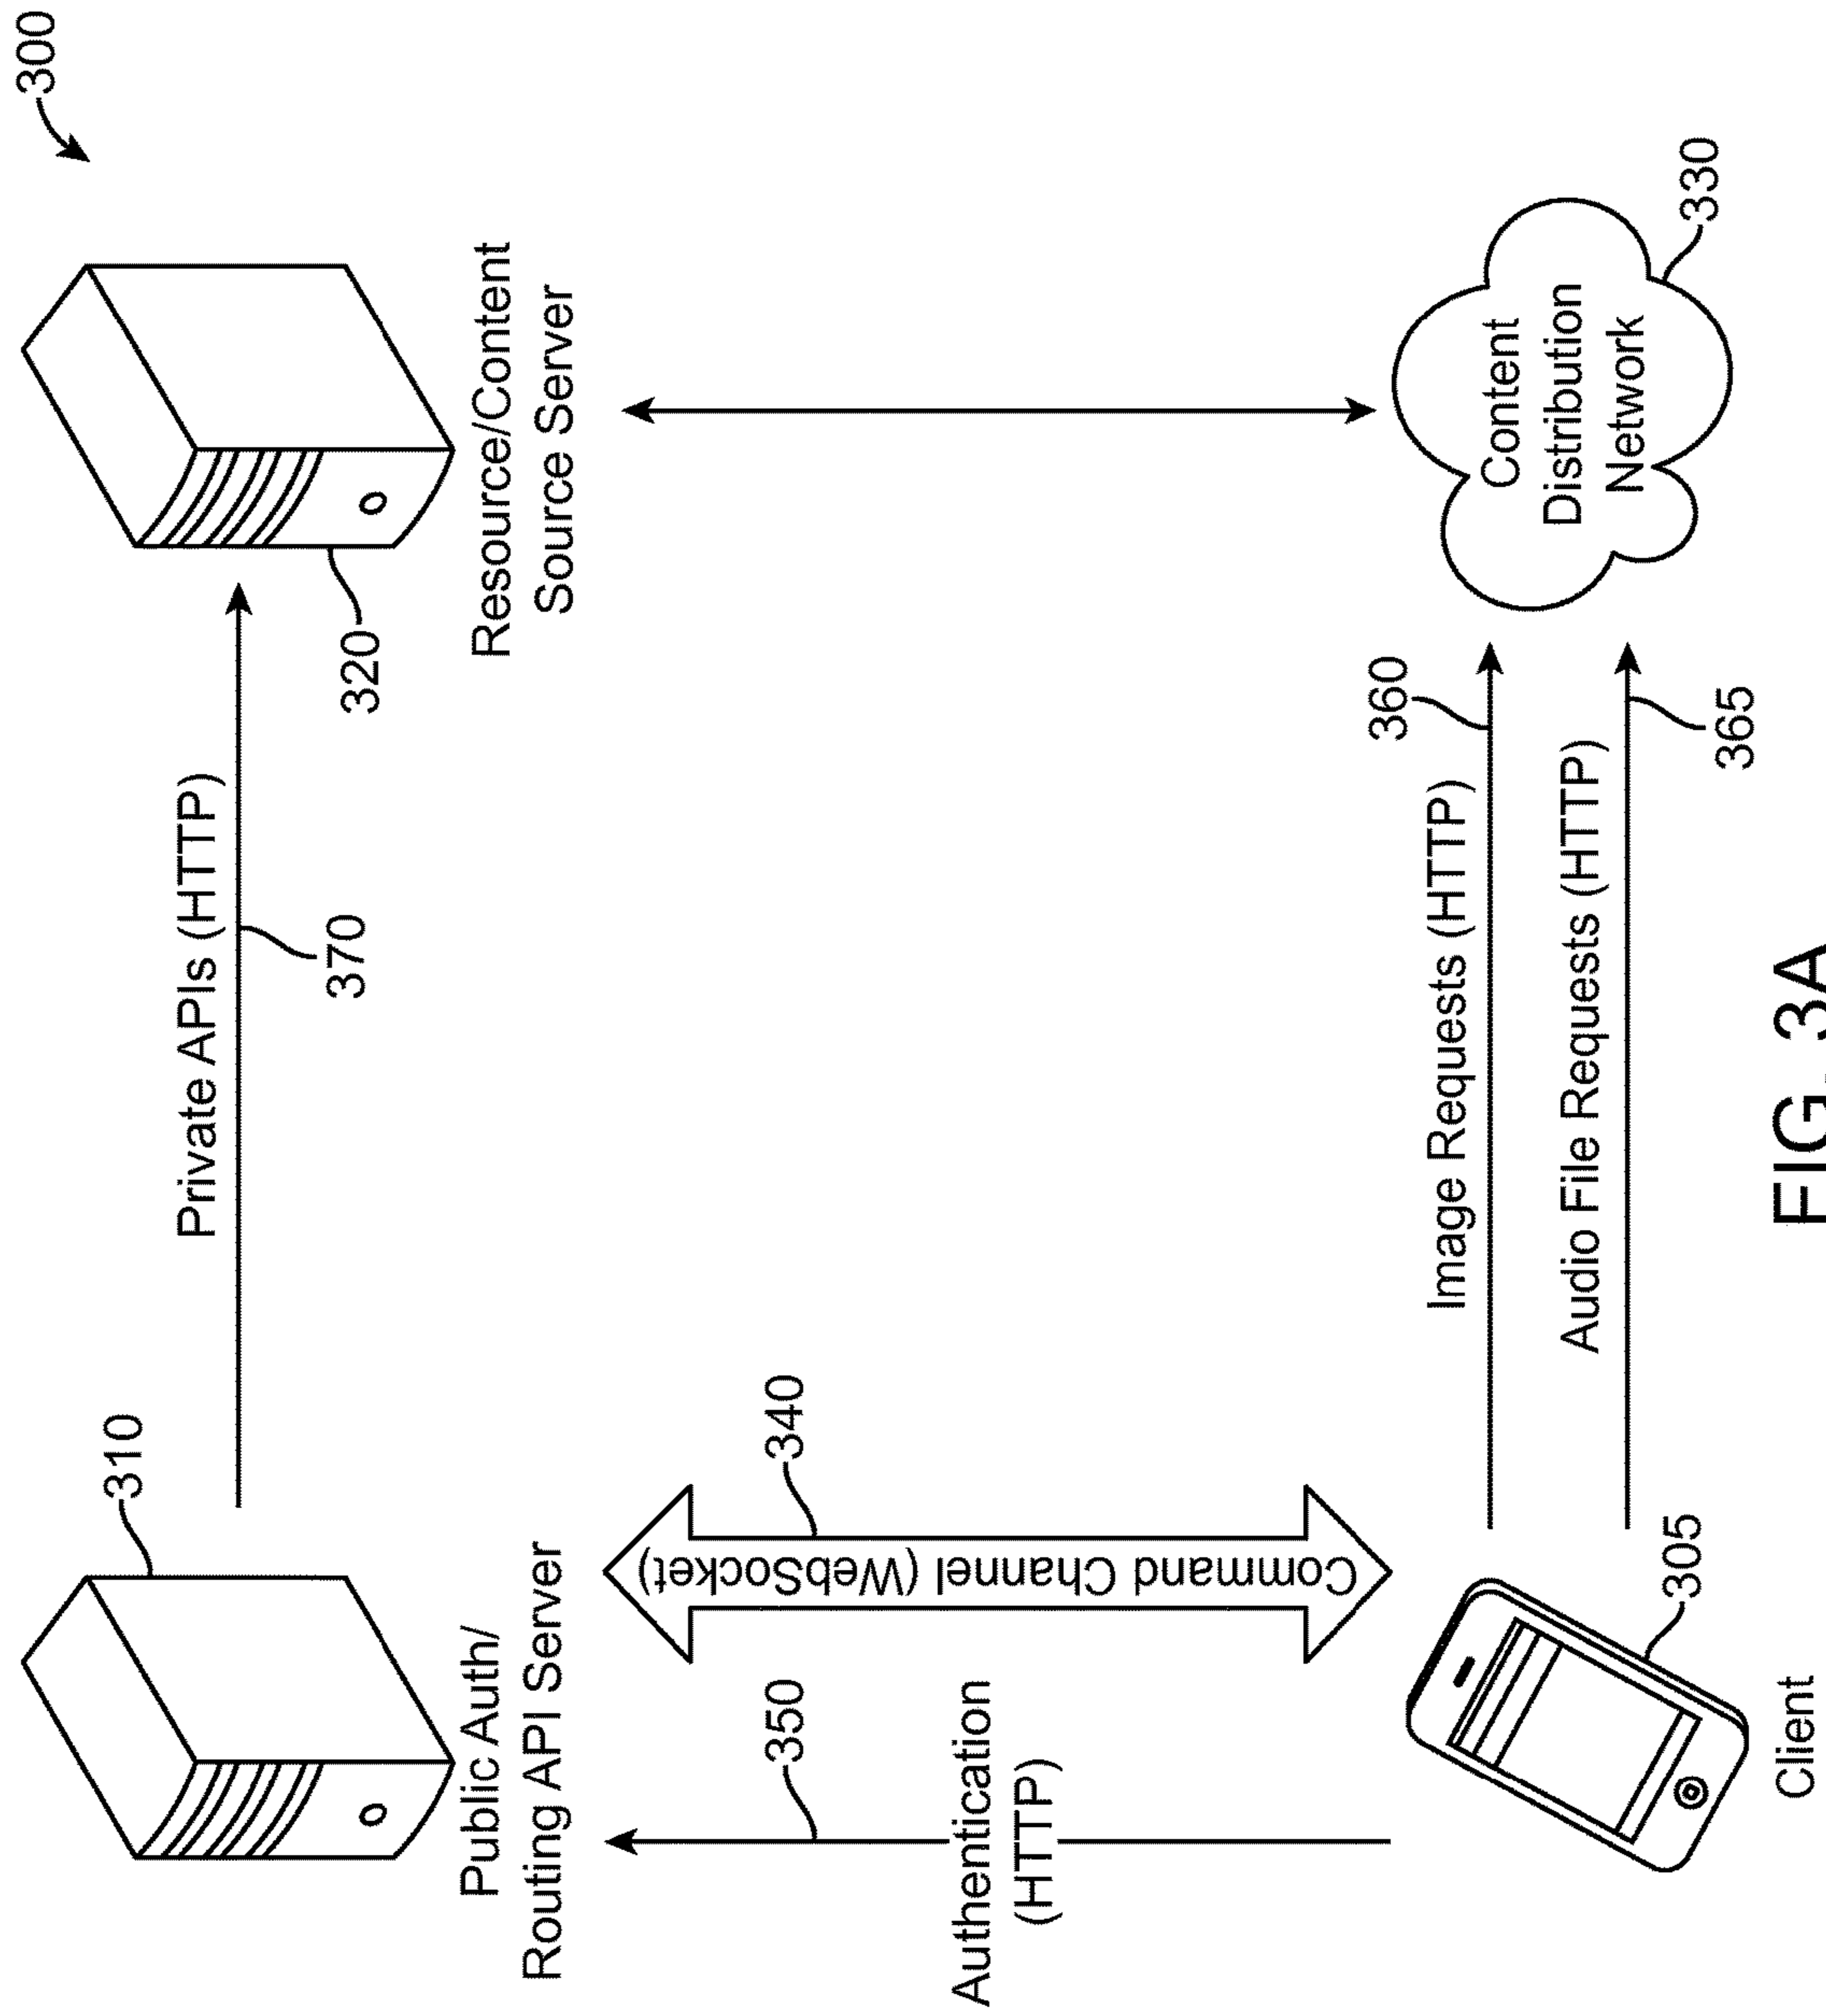 300
310
Public Auth/
Routing API Server
Private APIs (HTTP)
370
320
Resource/Content
Source Server
350
Authentication
(HTTP)
340
Command Channel (WebSocket)
Client
305
Image Requests (HTTP)
360
Audio File Requests (HTTP)
365
Content
Distribution
Network
330
FIG. 3A